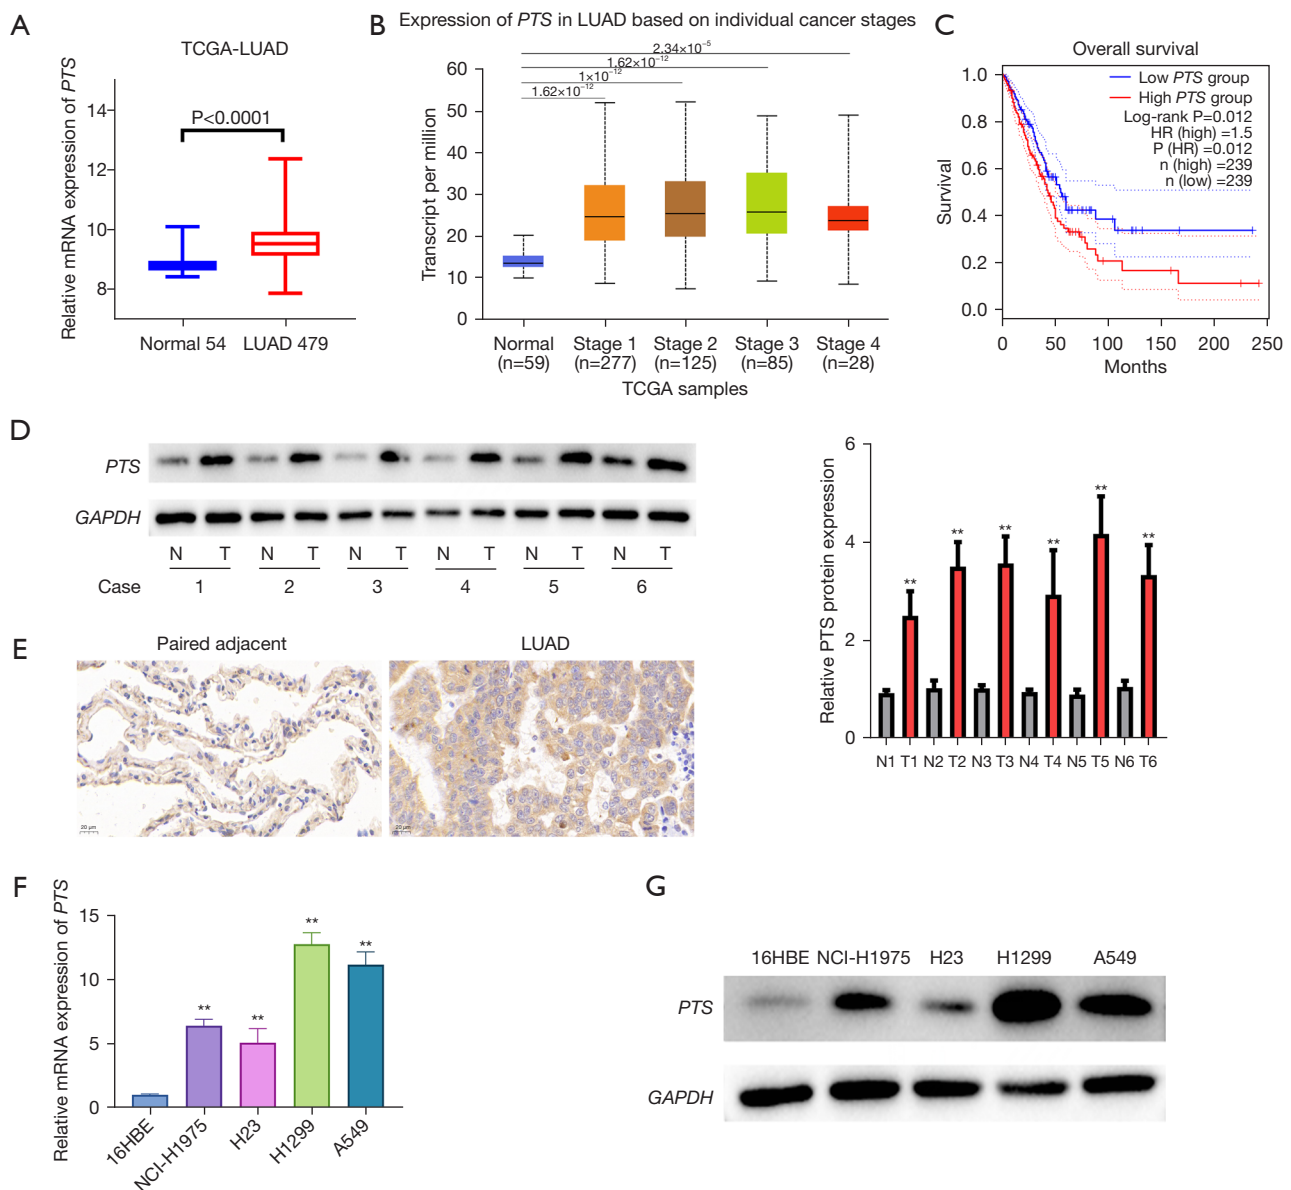 A
TCGA-LUAD
Relative mRNA expression of PTS
14
12
10
8
P<0.0001
Normal 54
LUAD 479
B
Expression of PTS in LUAD based on individual cancer stages
Transcript per million
60
50
40
30
20
10
0
2.34×10⁻⁵
1.62×10⁻¹²
1×10⁻¹²
1.62×10⁻¹²
Normal Stage 1 Stage 2 Stage 3 Stage 4
(n=59) (n=277) (n=125) (n=85) (n=28)
TCGA samples
C
Overall survival
Survival
1.0
0.8
0.6
0.4
0.2
0.0
Low PTS group
High PTS group
Log-rank P=0.012
HR (high) =1.5
P (HR) =0.012
n (high) =239
n (low) =239
0 50 100 150 200 250
Months
D
PTS
GAPDH
N T N T N T N T N T N T
Case 1 2 3 4 5 6
Relative PTS protein expression
6
4
2
0
** ** ** ** ** **
N1 T1 N2 T2 N3 T3 N4 T4 N5 T5 N6 T6
E
Paired adjacent
LUAD
20 μm
20 μm
F
Relative mRNA expression of PTS
15
10
5
0
** ** ** **
16HBE
NCI-H1975
H23
H1299
A549
G
16HBE NCI-H1975 H23 H1299 A549
PTS
GAPDH